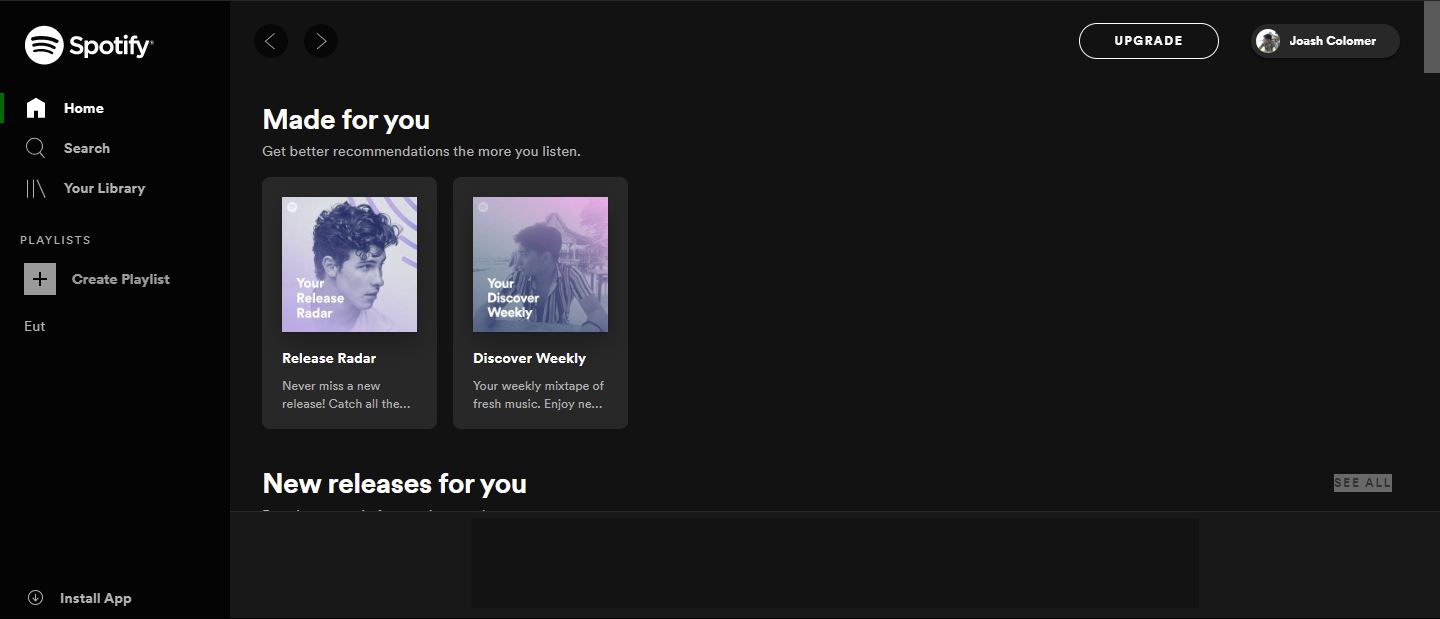 Spotify
Home
Search
Your Library
PLAYLISTS
Create Playlist
Eut
Install App
UPGRADE
Joash Colomer
Made for you
Get better recommendations the more you listen.
Your
Release
Radar
Release Radar
Never miss a new
release! Catch all the...
Your
Discover
Weekly
Discover Weekly
Your weekly mixtape of
fresh music. Enjoy ne...
New releases for you
SEE ALL